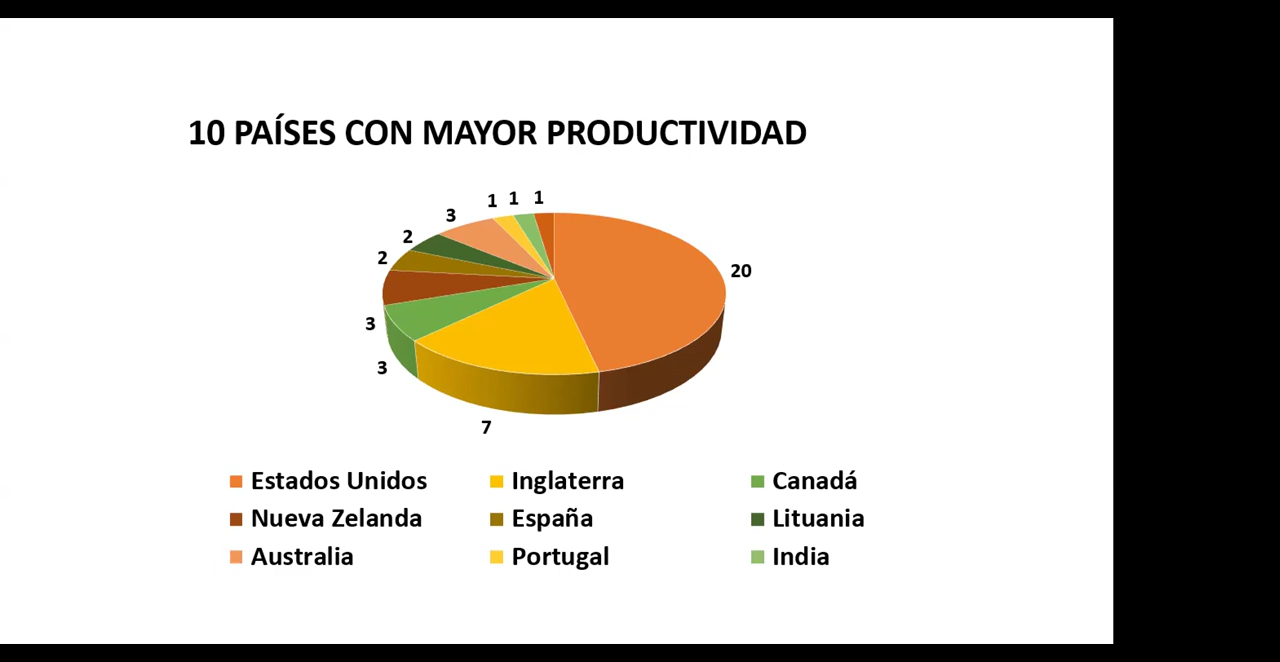 10 PAÍSES CON MAYOR PRODUCTIVIDAD
1 1 1
3
2
2
20
3
3
7
Estados Unidos Inglaterra Canadá
Nueva Zelanda España Lituania
Australia Portugal India